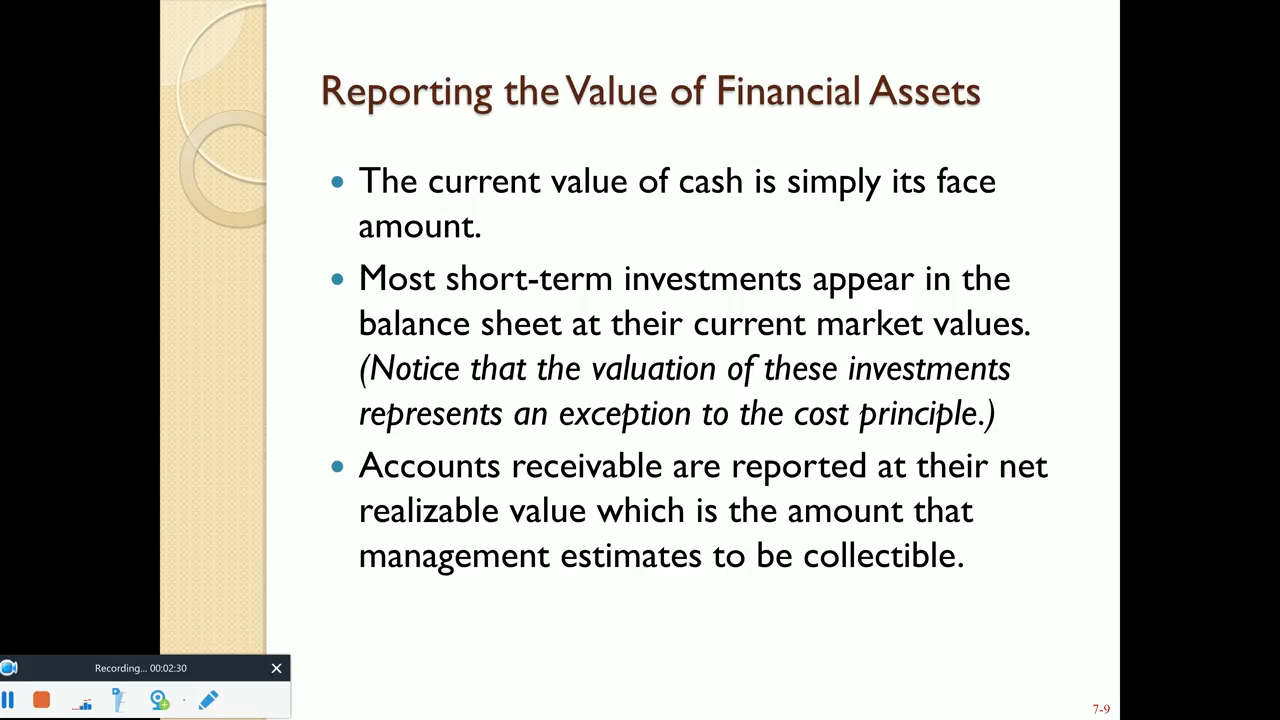 Reporting the Value of Financial Assets
• The current value of cash is simply its face
amount.
• Most short-term investments appear in the
balance sheet at their current market values.
(Notice that the valuation of these investments
represents an exception to the cost principle.)
• Accounts receivable are reported at their net
realizable value which is the amount that
management estimates to be collectible.
Recording... 00:02:30
7-9